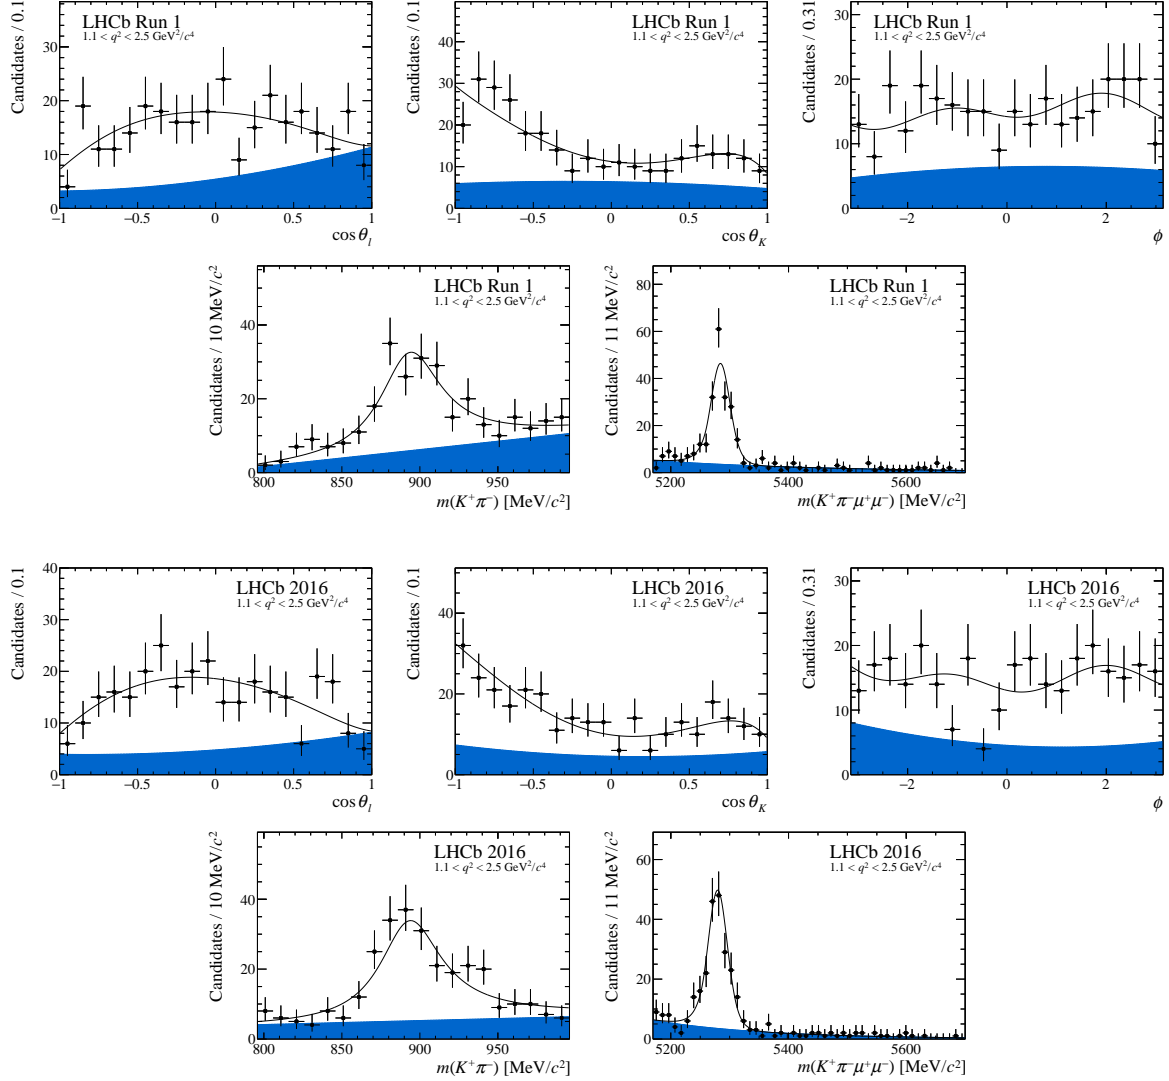 Candidates / 0.1
LHCb Run 1
1.1 < q² < 2.5 GeV²/c⁴
30
20
10
0
−1 −0.5 0 0.5 1
cos θl
Candidates / 0.1
LHCb Run 1
1.1 < q² < 2.5 GeV²/c⁴
40
30
20
10
0
−1 −0.5 0 0.5 1
cos θK
Candidates / 0.31
LHCb Run 1
1.1 < q² < 2.5 GeV²/c⁴
30
20
10
0
−2 0 2
ϕ
Candidates / 10 MeV/c²
LHCb Run 1
1.1 < q² < 2.5 GeV²/c⁴
40
20
0
800 850 900 950
m(K⁺π⁻) [MeV/c²]
Candidates / 11 MeV/c²
LHCb Run 1
1.1 < q² < 2.5 GeV²/c⁴
80
60
40
20
0
5200 5400 5600
m(K⁺π⁻μ⁺μ⁻) [MeV/c²]
Candidates / 0.1
LHCb 2016
1.1 < q² < 2.5 GeV²/c⁴
40
30
20
10
0
−1 −0.5 0 0.5 1
cos θl
Candidates / 0.1
LHCb 2016
1.1 < q² < 2.5 GeV²/c⁴
40
20
0
−1 −0.5 0 0.5 1
cos θK
Candidates / 0.31
LHCb 2016
1.1 < q² < 2.5 GeV²/c⁴
30
20
10
0
−2 0 2
ϕ
Candidates / 10 MeV/c²
LHCb 2016
1.1 < q² < 2.5 GeV²/c⁴
40
20
0
800 850 900 950
m(K⁺π⁻) [MeV/c²]
Candidates / 11 MeV/c²
LHCb 2016
1.1 < q² < 2.5 GeV²/c⁴
60
40
20
0
5200 5400 5600
m(K⁺π⁻μ⁺μ⁻) [MeV/c²]